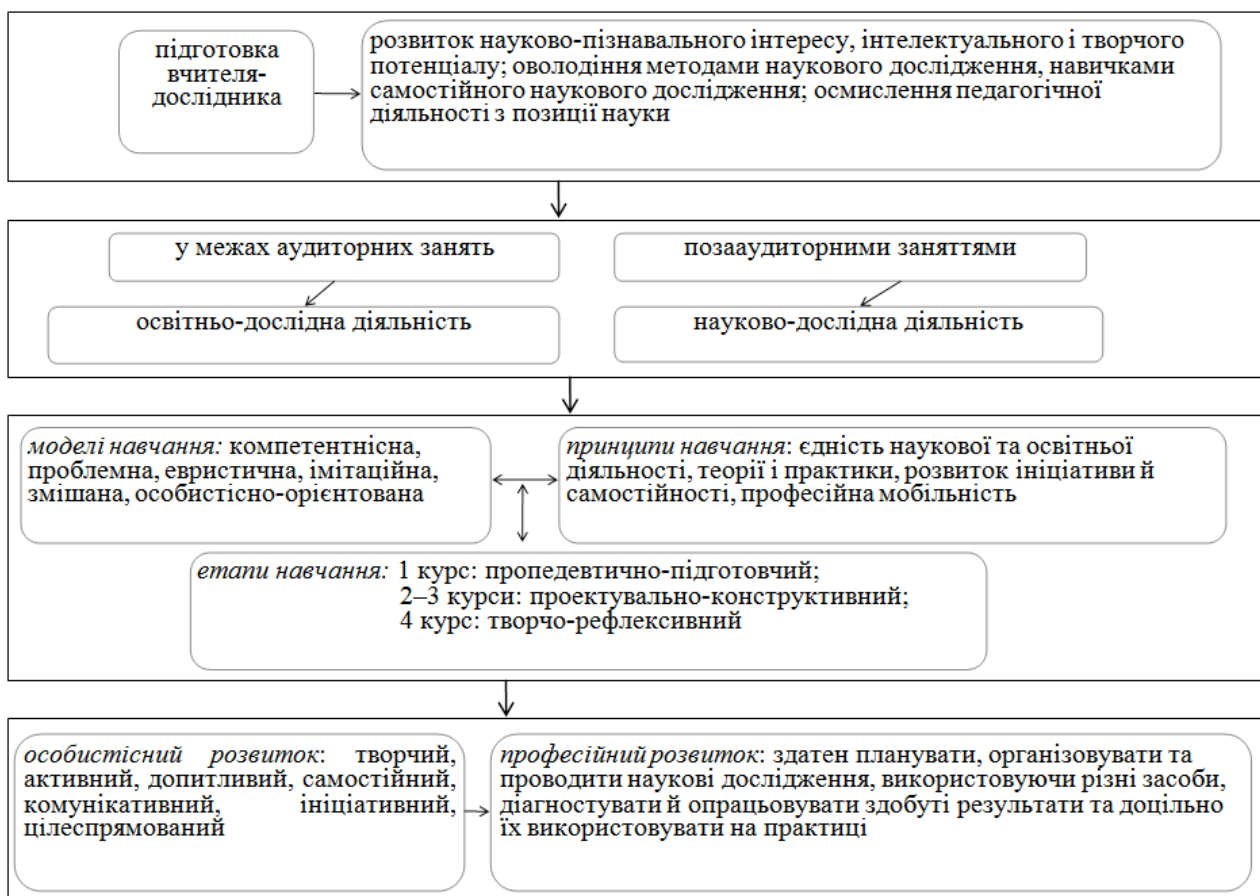 підготовка
вчителя-
дослідника
розвиток науково-пізнавального інтересу, інтелектуального і творчого
потенціалу; оволодіння методами наукового дослідження, навичками
самостійного наукового дослідження; осмислення педагогічної
діяльності з позиції науки
у межах аудиторних занять
позааудиторними заняттями
освітньо-дослідна діяльність
науково-дослідна діяльність
моделі навчання: компетентнісна,
проблемна, евристична, імітаційна,
змішана, особистісно-орієнтована
принципи навчання: єдність наукової та освітньої
діяльності, теорії і практики, розвиток ініціативи й
самостійності, професійна мобільність
етапи навчання: 1 курс: пропедевтично-підготовчий;
2–3 курси: проектувально-конструктивний;
4 курс: творчо-рефлексивний
особистісний розвиток: творчий,
активний, допитливий, самостійний,
комунікативний, ініціативний,
цілеспрямований
професійний розвиток: здатен планувати, організовувати та
проводити наукові дослідження, використовуючи різні засоби,
діагностувати й опрацьовувати здобуті результати та доцільно
їх використовувати на практиці